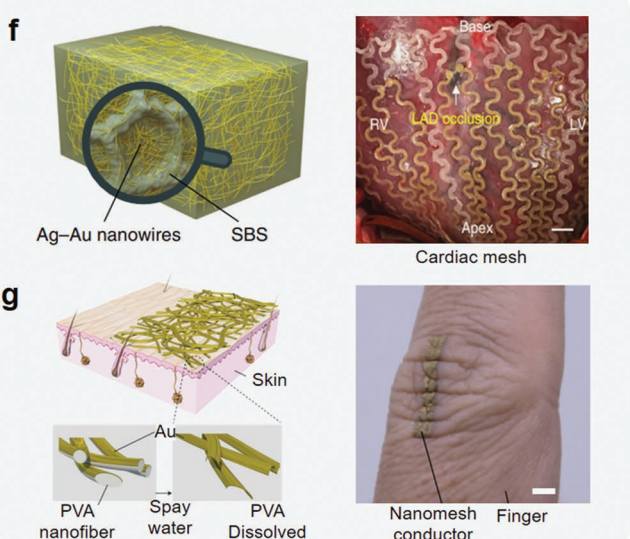 f
Ag–Au nanowires
SBS
Base
LAD occlusion
RV
LV
Apex
Cardiac mesh
g
Skin
Au
PVA
nanofiber
Spay
water
PVA
Dissolved
Nanomesh
conductor
Finger